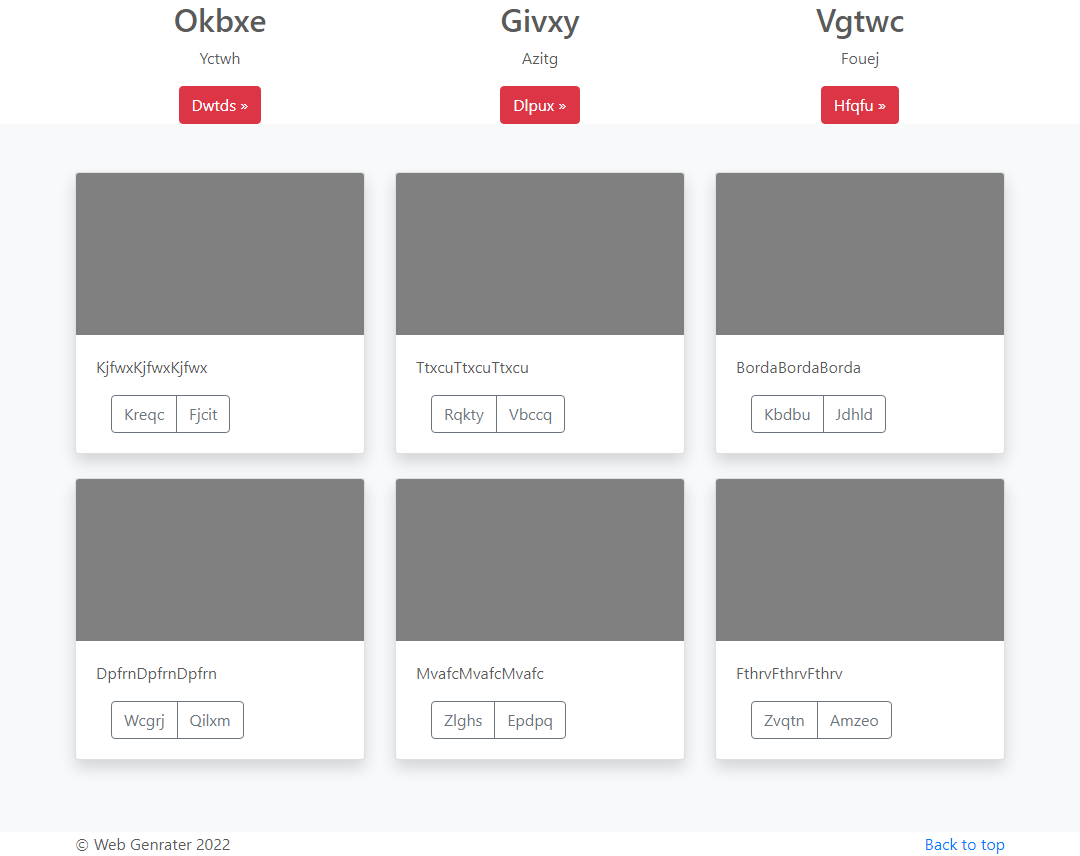 Okbxe Givxy Vgtwc
Yctwh Azitg Fouej
Dwtds » Dlpux » Hfqfu »
KjfwxKjfwxKjfwx TtxcuTtxcuTtxcu BordaBordaBorda
Kreqc Fjcit Rqkty Vbccq Kbdbu Jdhld
DpfrnDpfrnDpfrn MvafcMvafcMvafc FthrvFthrvFthrv
Wcgrj Qilxm Zlghs Epdpq Zvqtn Amzeo
© Web Genrater 2022 Back to top